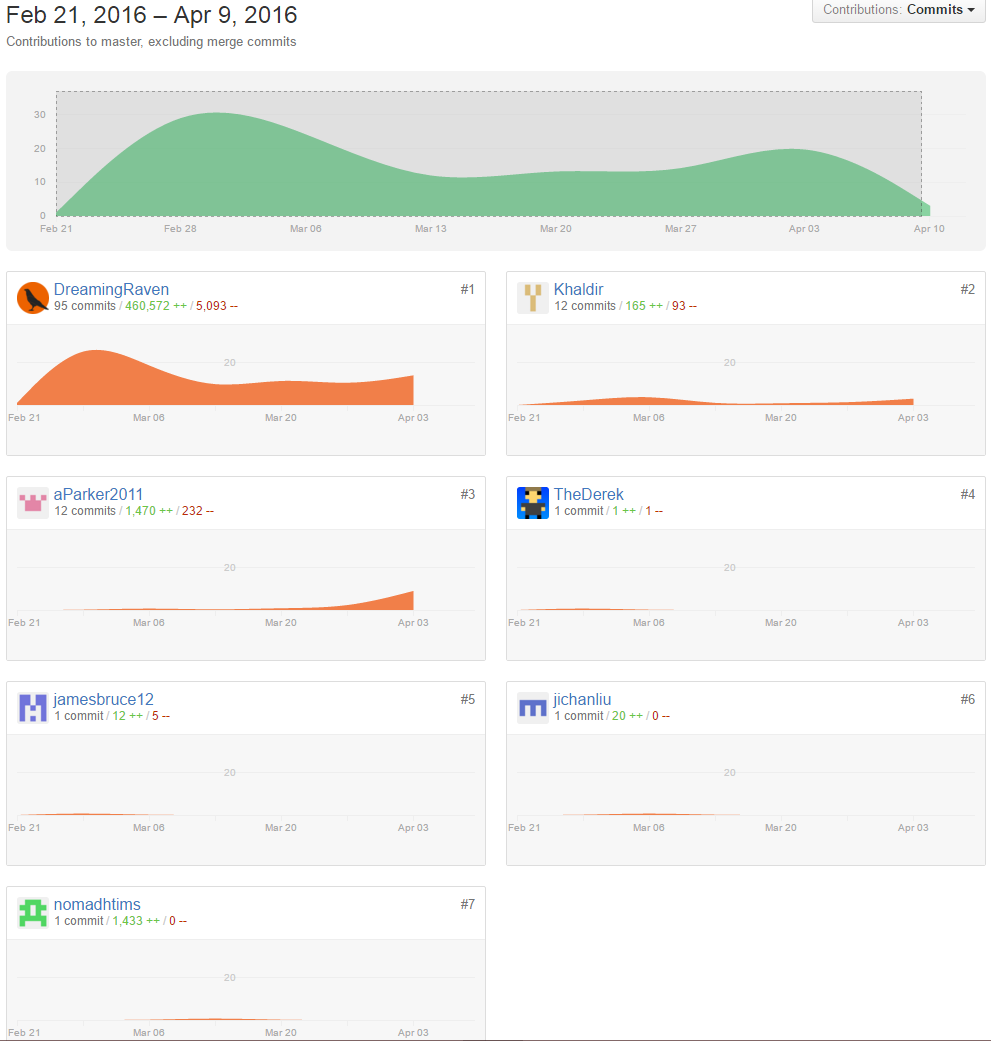 Feb 21, 2016 – Apr 9, 2016
Contributions: Commits
Contributions to master, excluding merge commits
30
20
10
0
Feb 21 Feb 28 Mar 06 Mar 13 Mar 20 Mar 27 Apr 03 Apr 10
DreamingRaven #1
95 commits / 460,572 ++ / 5,093 --
20
Feb 21 Mar 06 Mar 20 Apr 03
Khaldir #2
12 commits / 165 ++ / 93 --
20
Feb 21 Mar 06 Mar 20 Apr 03
aParker2011 #3
12 commits / 1,470 ++ / 232 --
20
Feb 21 Mar 06 Mar 20 Apr 03
TheDerek #4
1 commit / 1 ++ / 1 --
20
Feb 21 Mar 06 Mar 20 Apr 03
jamesbruce12 #5
1 commit / 12 ++ / 5 --
20
Feb 21 Mar 06 Mar 20 Apr 03
jichanliu #6
1 commit / 20 ++ / 0 --
20
Feb 21 Mar 06 Mar 20 Apr 03
nomadhtims #7
1 commit / 1,433 ++ / 0 --
20
Feb 21 Mar 06 Mar 20 Apr 03